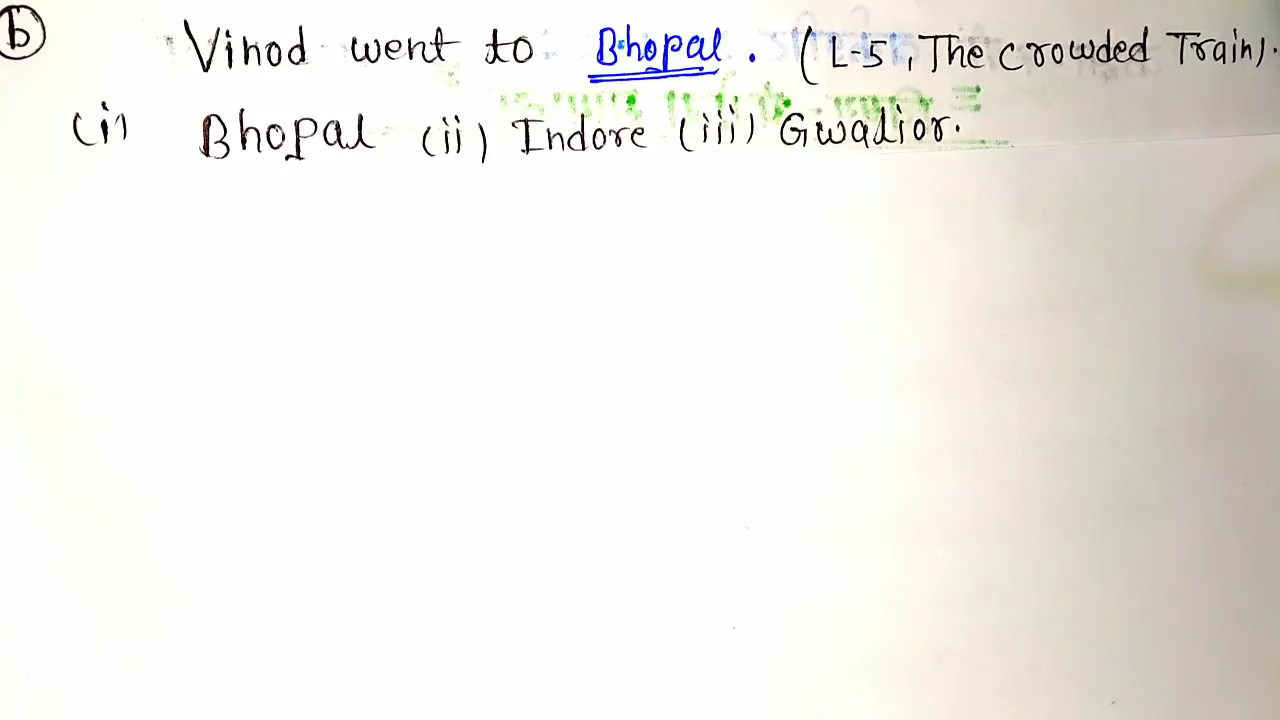 b Vinod went to Bhopal. (L-5, The crowded Train).
(i) Bhopal (ii) Indore (iii) Gwalior.